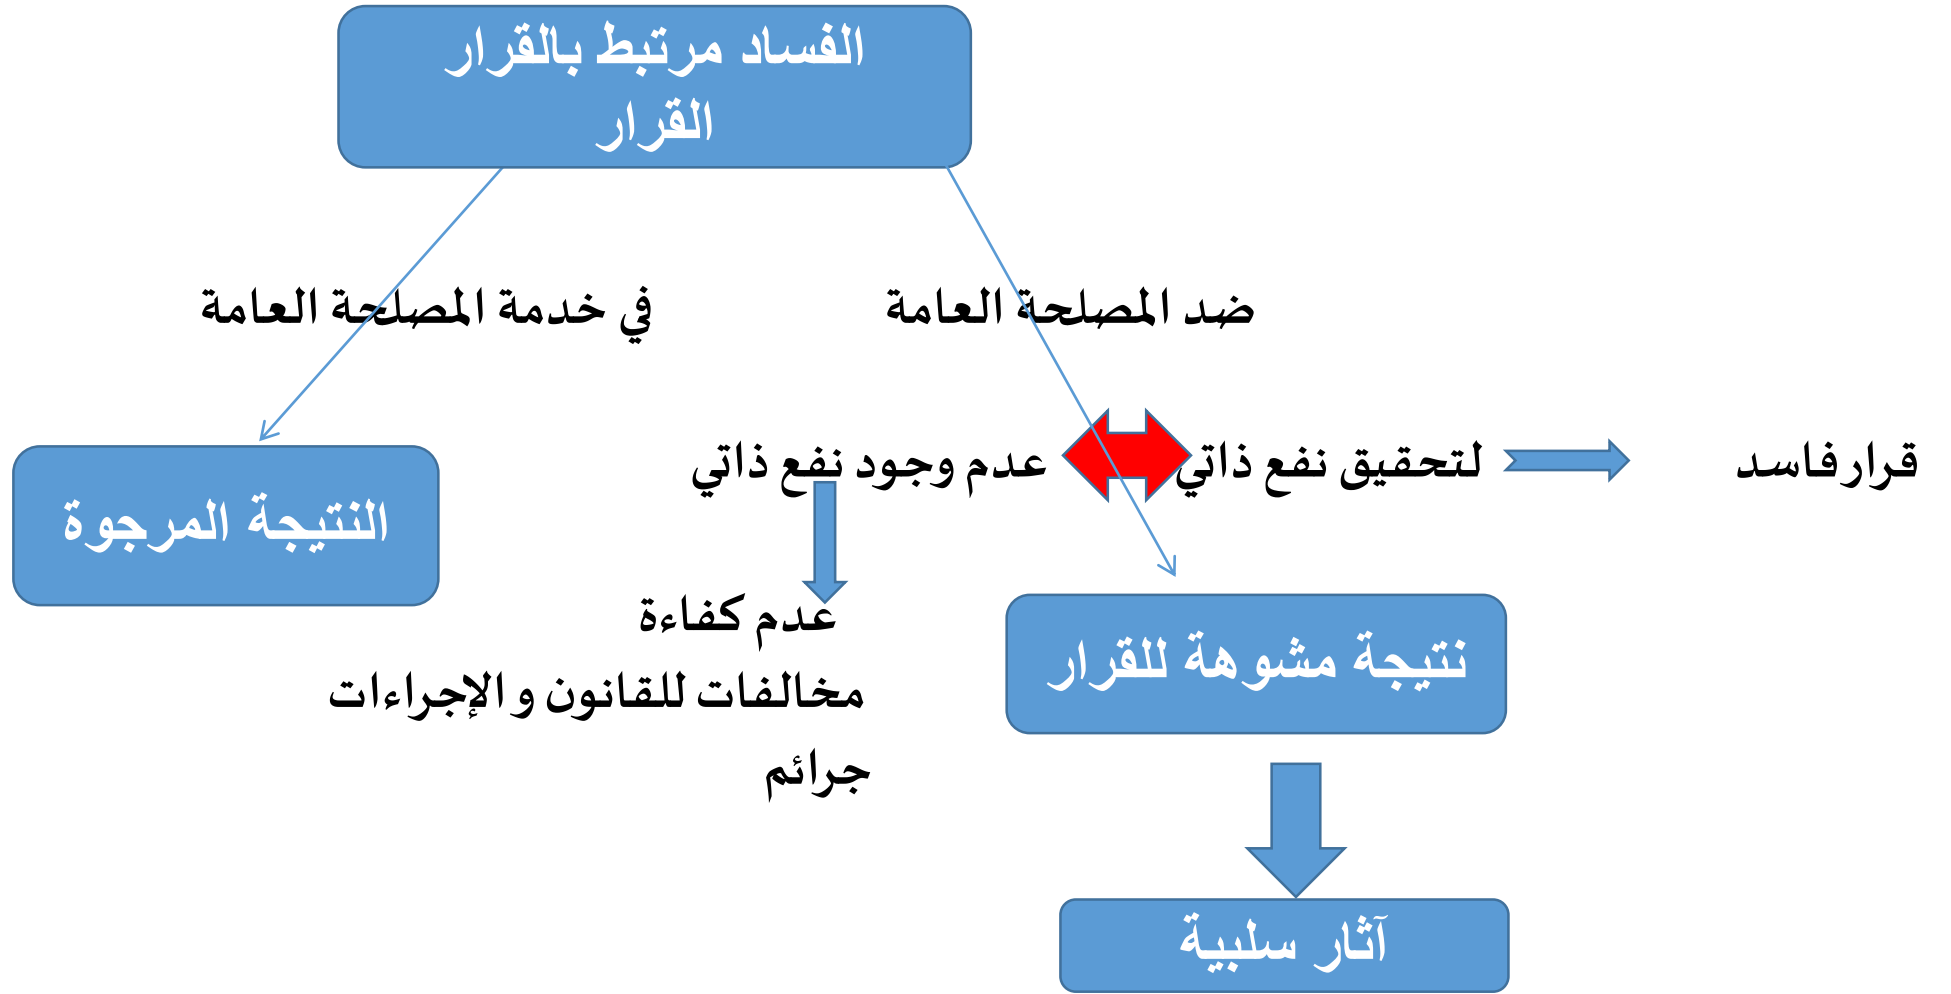 الفساد مرتبط بالقرار
القرار
ضد المصلحة العامة
في خدمة المصلحة العامة
قرار فاسد
لتحقيق نفع ذاتي
عدم وجود نفع ذاتي
النتيجة المرجوة
عدم كفاءة
مخالفات للقانون و الإجراءات
جرائم
نتيجة مشوهة للقرار
آثار سلبية